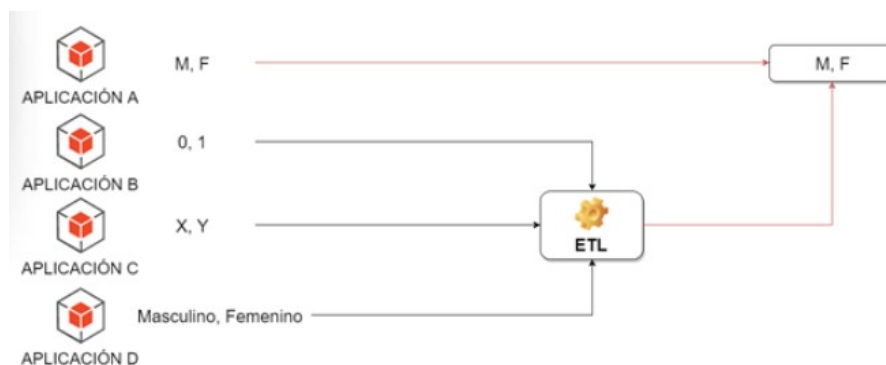 M, F
M, F
APLICACIÓN A
0, 1
APLICACIÓN B
X, Y
ETL
APLICACIÓN C
Masculino, Femenino
APLICACIÓN D